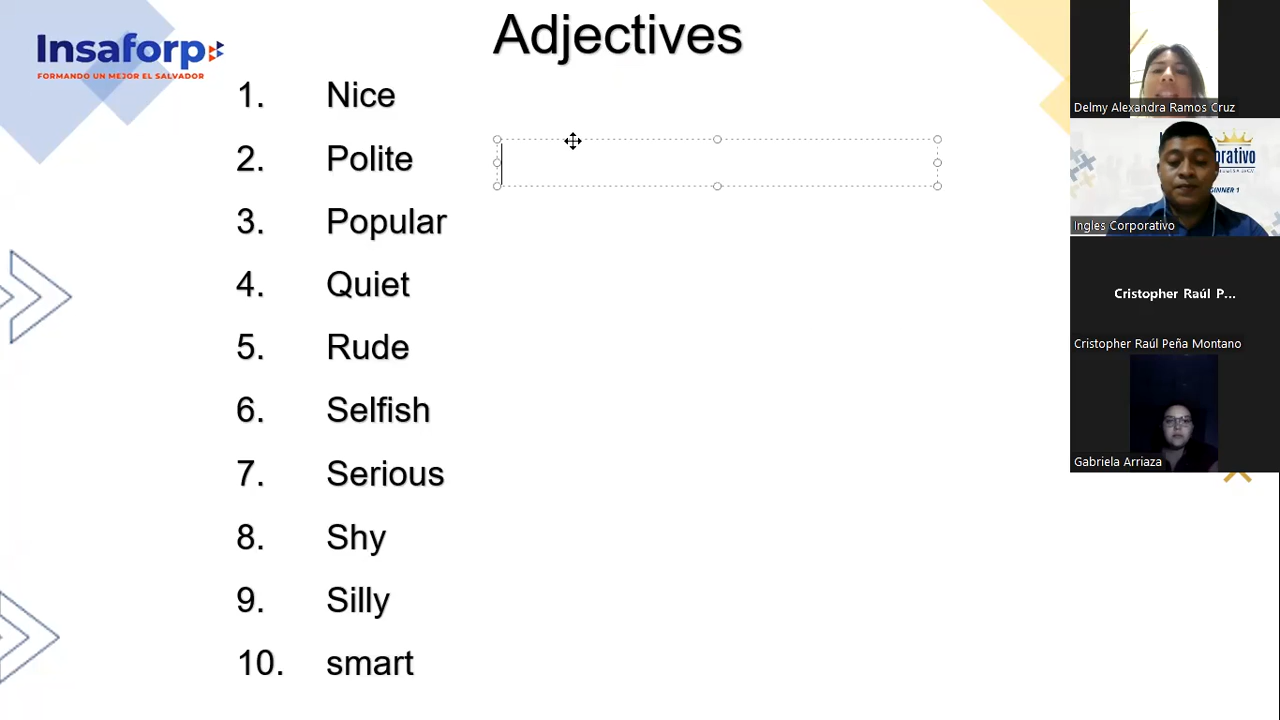 Adjectives
Insaforp
FORMANDO UN MEJOR EL SALVADOR
1. Nice
2. Polite
3. Popular
4. Quiet
5. Rude
6. Selfish
7. Serious
8. Shy
9. Silly
10. smart
Delmy Alexandra Ramos Cruz
Ingles Corporativo
Cristopher Raúl P...
Cristopher Raúl Peña Montano
Gabriela Arriaza